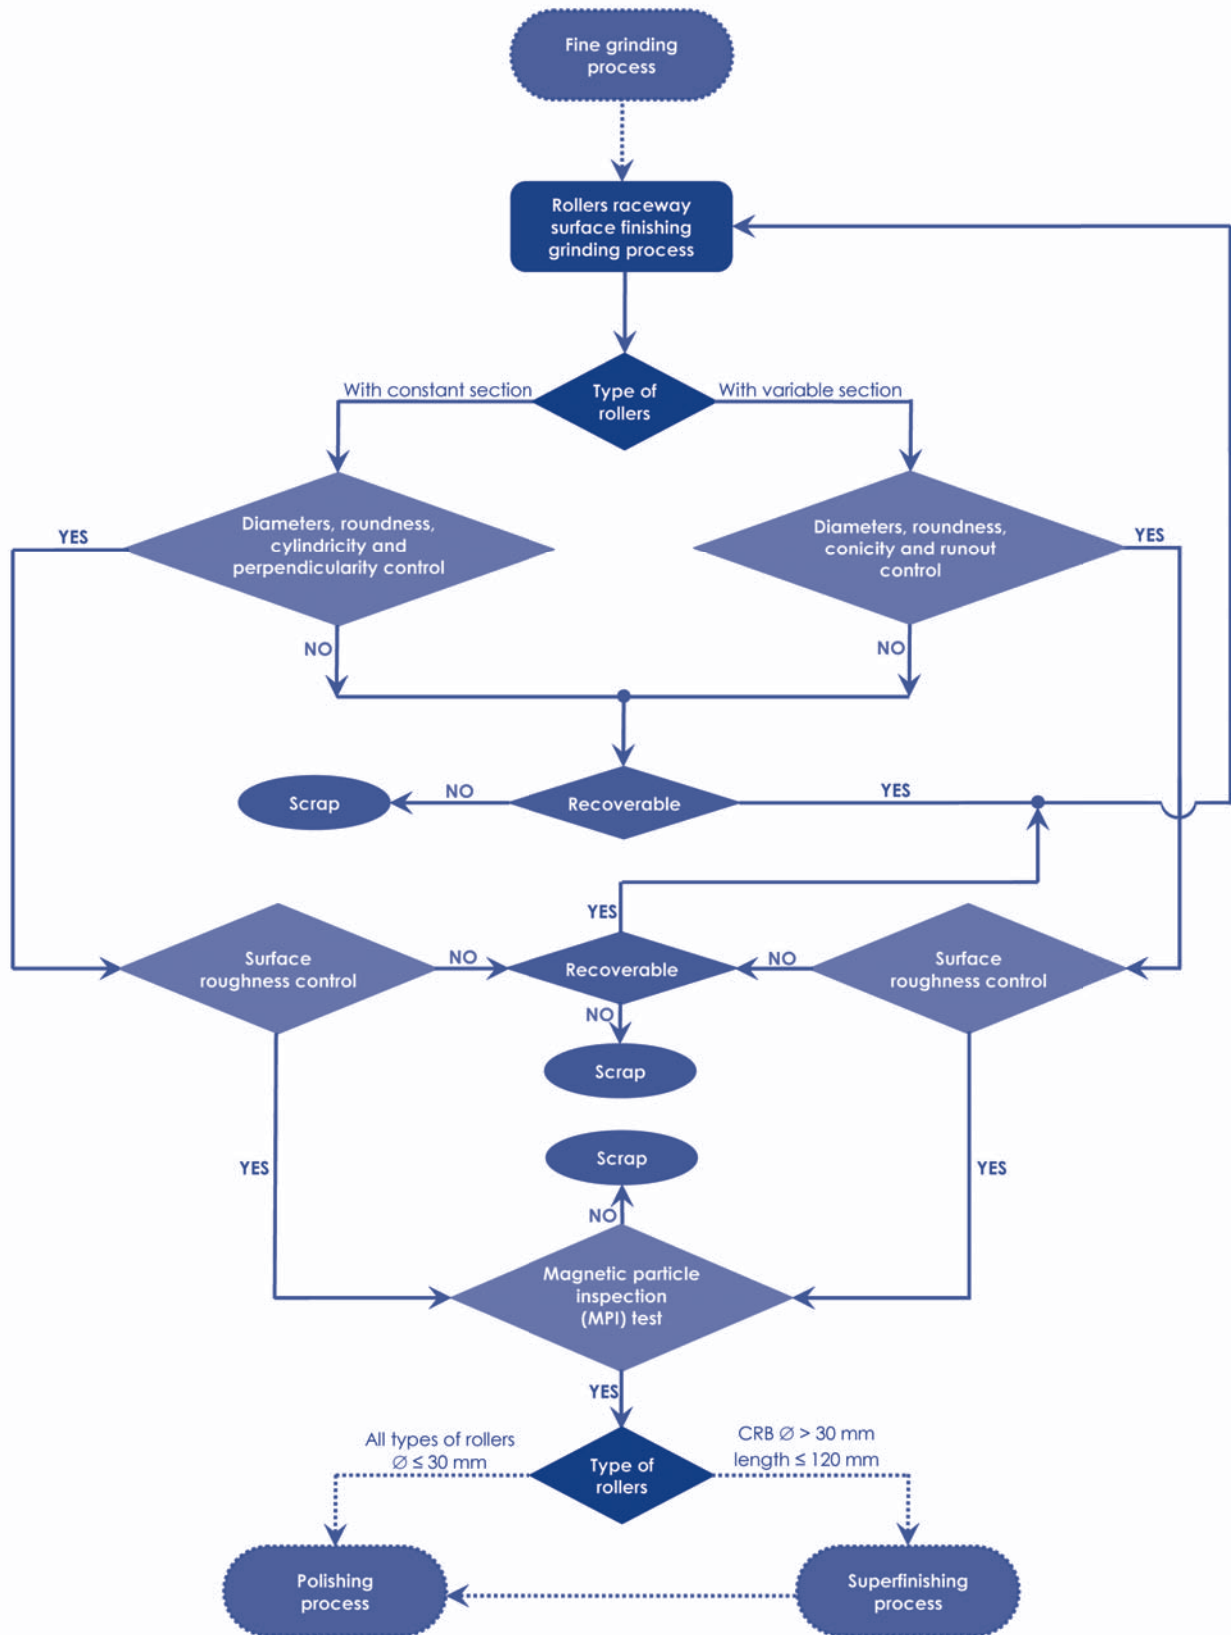 Fine grinding
process
Rollers raceway
surface finishing
grinding process
With constant section
Type of
rollers
With variable section
YES
Diameters, roundness,
cylindricity and
perpendicularity control
Diameters, roundness,
conicity and runout
control
YES
NO
NO
Scrap
NO
Recoverable
YES
YES
Surface
roughness control
NO
Recoverable
NO
Surface
roughness control
NO
Scrap
YES
Scrap
YES
NO
Magnetic particle
inspection
(MPI) test
YES
All types of rollers
Ø ≤ 30 mm
Type of
rollers
CRB Ø > 30 mm
length ≤ 120 mm
Polishing
process
Superfinishing
process